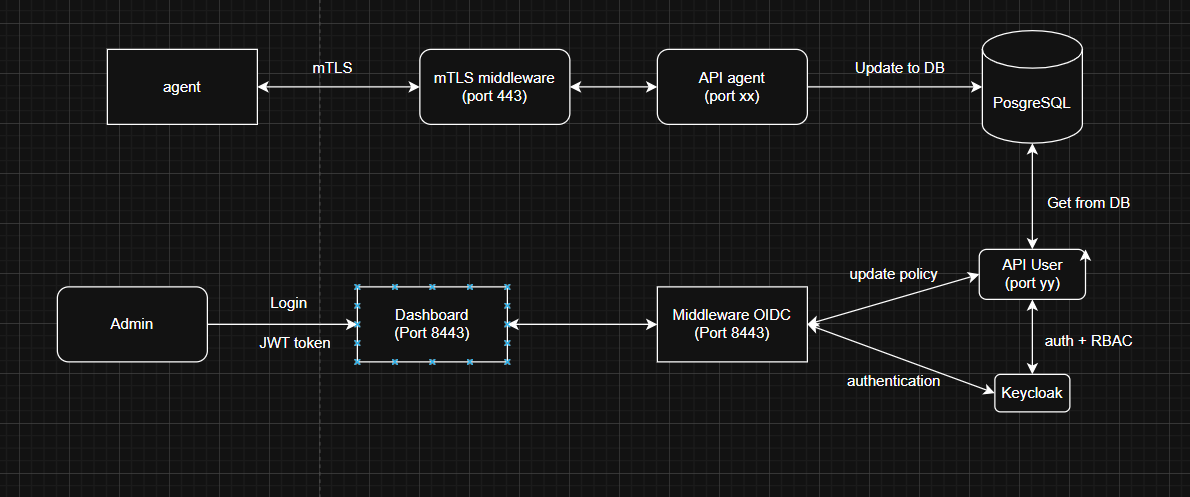 agent
mTLS
mTLS middleware
(port 443)
API agent
(port xx)
Update to DB
PosgreSQL
Get from DB
API User
(port yy)
update policy
Admin
Login
JWT token
Dashboard
(Port 8443)
Middleware OIDC
(Port 8443)
auth + RBAC
authentication
Keycloak